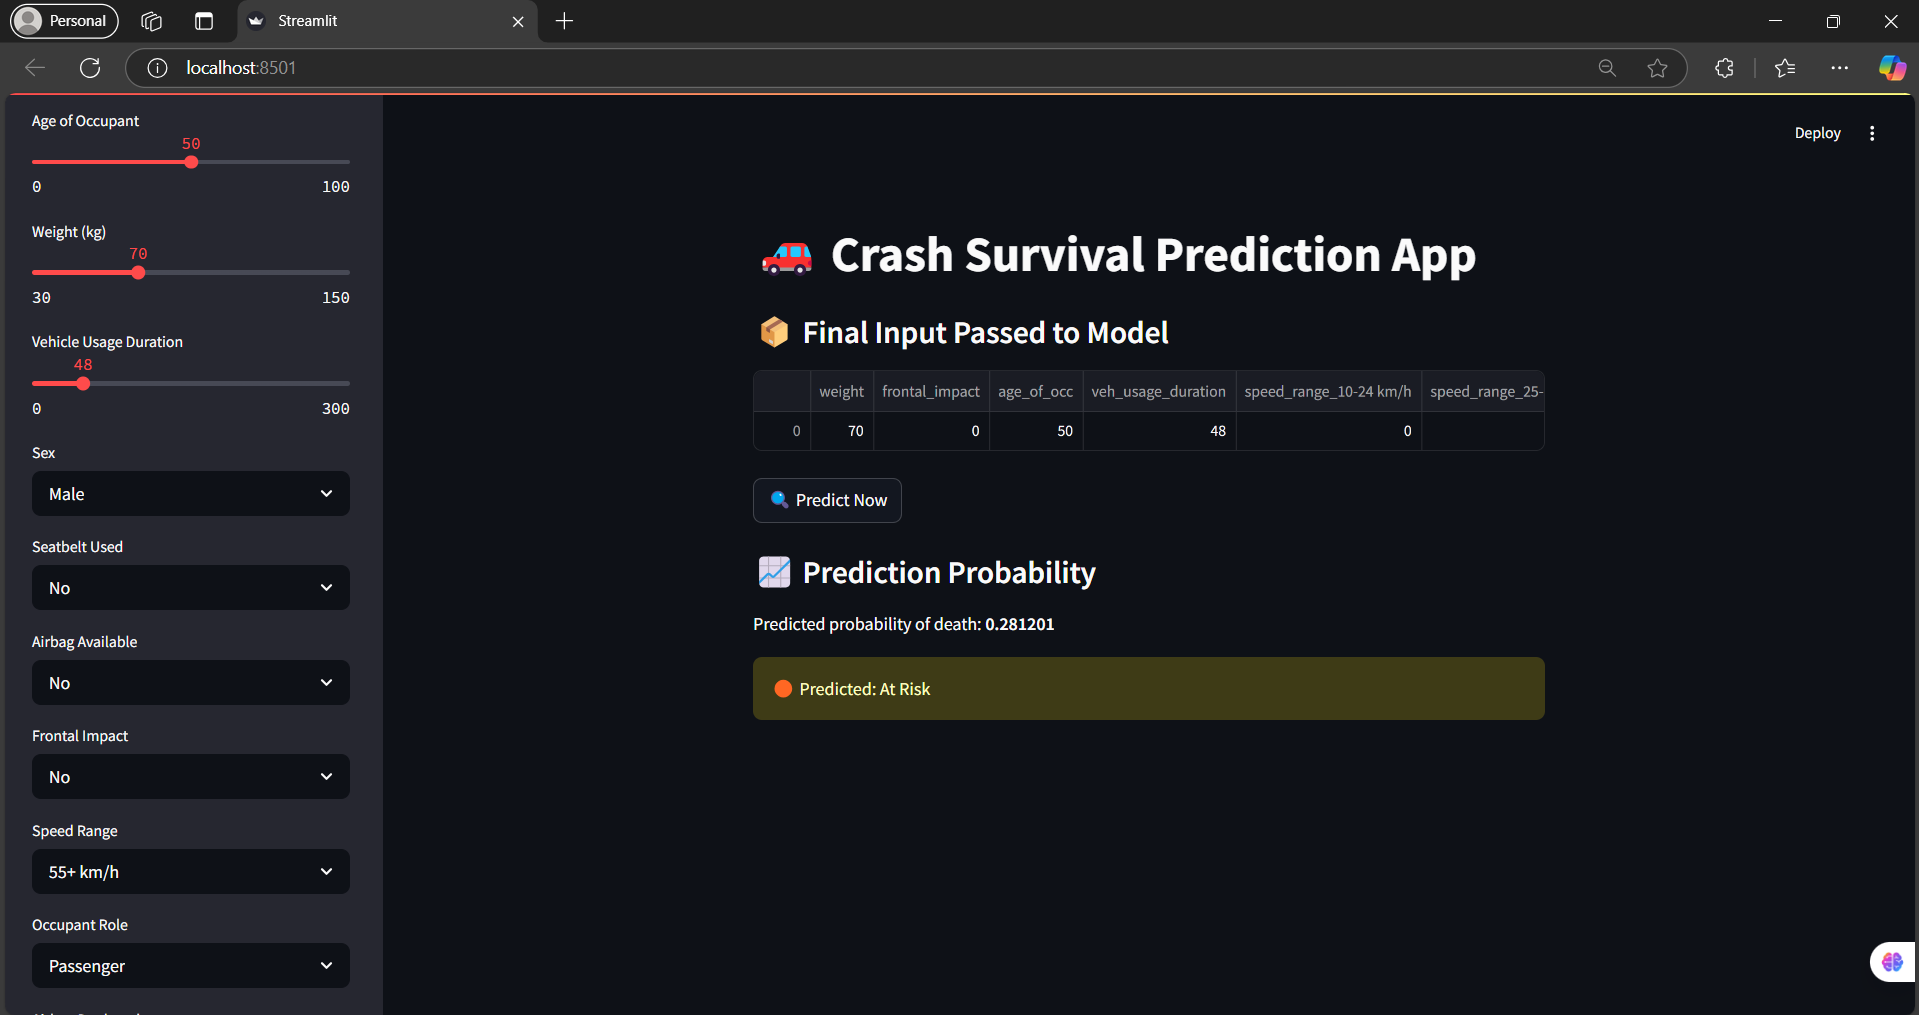 Personal
Streamlit
localhost:8501
Age of Occupant
50
0 100
Weight (kg)
70
30 150
Vehicle Usage Duration
48
0 300
Sex
Male
Seatbelt Used
No
Airbag Available
No
Frontal Impact
No
Speed Range
55+ km/h
Occupant Role
Passenger
Deploy
Crash Survival Prediction App
Final Input Passed to Model
weight frontal_impact age_of_occ veh_usage_duration speed_range_10-24 km/h speed_range_25-
0 70 0 50 48 0
Predict Now
Prediction Probability
Predicted probability of death: 0.281201
Predicted: At Risk